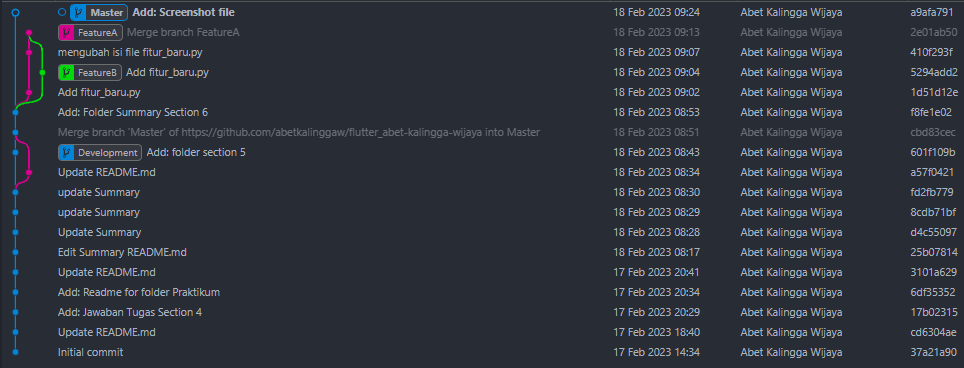 Master Add: Screenshot file 18 Feb 2023 09:24 Abet Kalingga Wijaya a9afa791
FeatureA Merge branch FeatureA 18 Feb 2023 09:13 Abet Kalingga Wijaya 2e01ab50
mengubah isi file fitur_baru.py 18 Feb 2023 09:07 Abet Kalingga Wijaya 410f293f
FeatureB Add fitur_baru.py 18 Feb 2023 09:04 Abet Kalingga Wijaya 5294add2
Add fitur_baru.py 18 Feb 2023 09:02 Abet Kalingga Wijaya 1d51d12e
Add: Folder Summary Section 6 18 Feb 2023 08:53 Abet Kalingga Wijaya f8fe1e02
Merge branch 'Master' of https://github.com/abetkalinggaw/flutter_abet-kalingga-wijaya into Master 18 Feb 2023 08:51 Abet Kalingga Wijaya cbd83cec
Development Add: folder section 5 18 Feb 2023 08:43 Abet Kalingga Wijaya 601f109b
Update README.md 18 Feb 2023 08:34 Abet Kalingga Wijaya a57f0421
update Summary 18 Feb 2023 08:30 Abet Kalingga Wijaya fd2fb779
update Summary 18 Feb 2023 08:29 Abet Kalingga Wijaya 8cdb71bf
Update Summary 18 Feb 2023 08:28 Abet Kalingga Wijaya d4c55097
Edit Summary README.md 18 Feb 2023 08:17 Abet Kalingga Wijaya 25b07814
Update README.md 17 Feb 2023 20:41 Abet Kalingga Wijaya 3101a629
Add: Readme for folder Praktikum 17 Feb 2023 20:34 Abet Kalingga Wijaya 6df35352
Add: Jawaban Tugas Section 4 17 Feb 2023 20:29 Abet Kalingga Wijaya 17b02315
Update README.md 17 Feb 2023 18:40 Abet Kalingga Wijaya cd6304ae
Initial commit 17 Feb 2023 14:34 Abet Kalingga Wijaya 37a21a90